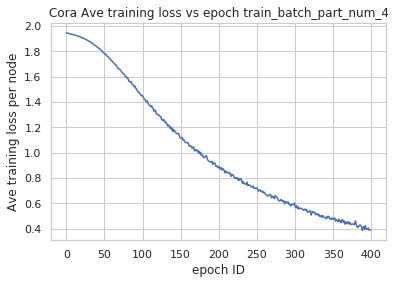 Cora Ave training loss vs epoch train_batch_part_num_4
Ave training loss per node
2.0
1.8
1.6
1.4
1.2
1.0
0.8
0.6
0.4
0 50 100 150 200 250 300 350 400
epoch ID